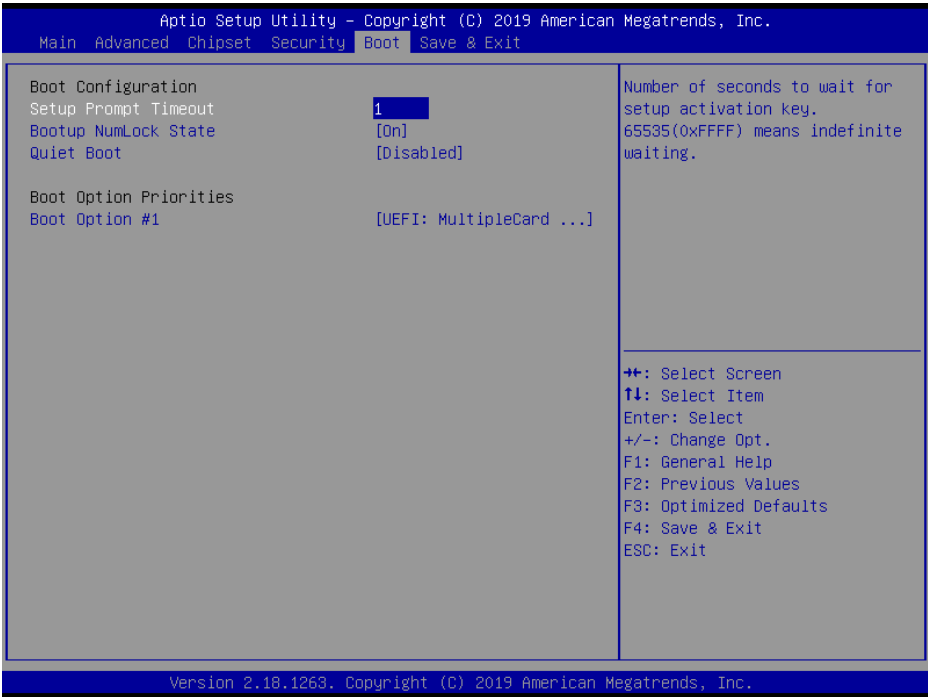 Aptio Setup Utility – Copyright (C) 2019 American Megatrends, Inc.
Main Advanced Chipset Security Boot Save & Exit
Boot Configuration
Setup Prompt Timeout 1
Bootup NumLock State [On]
Quiet Boot [Disabled]
Boot Option Priorities
Boot Option #1 [UEFI: MultipleCard ...]
Number of seconds to wait for
setup activation key.
65535(0xFFFF) means indefinite
waiting.
→←: Select Screen
↑↓: Select Item
Enter: Select
+/-: Change Opt.
F1: General Help
F2: Previous Values
F3: Optimized Defaults
F4: Save & Exit
ESC: Exit
Version 2.18.1263. Copyright (C) 2019 American Megatrends, Inc.